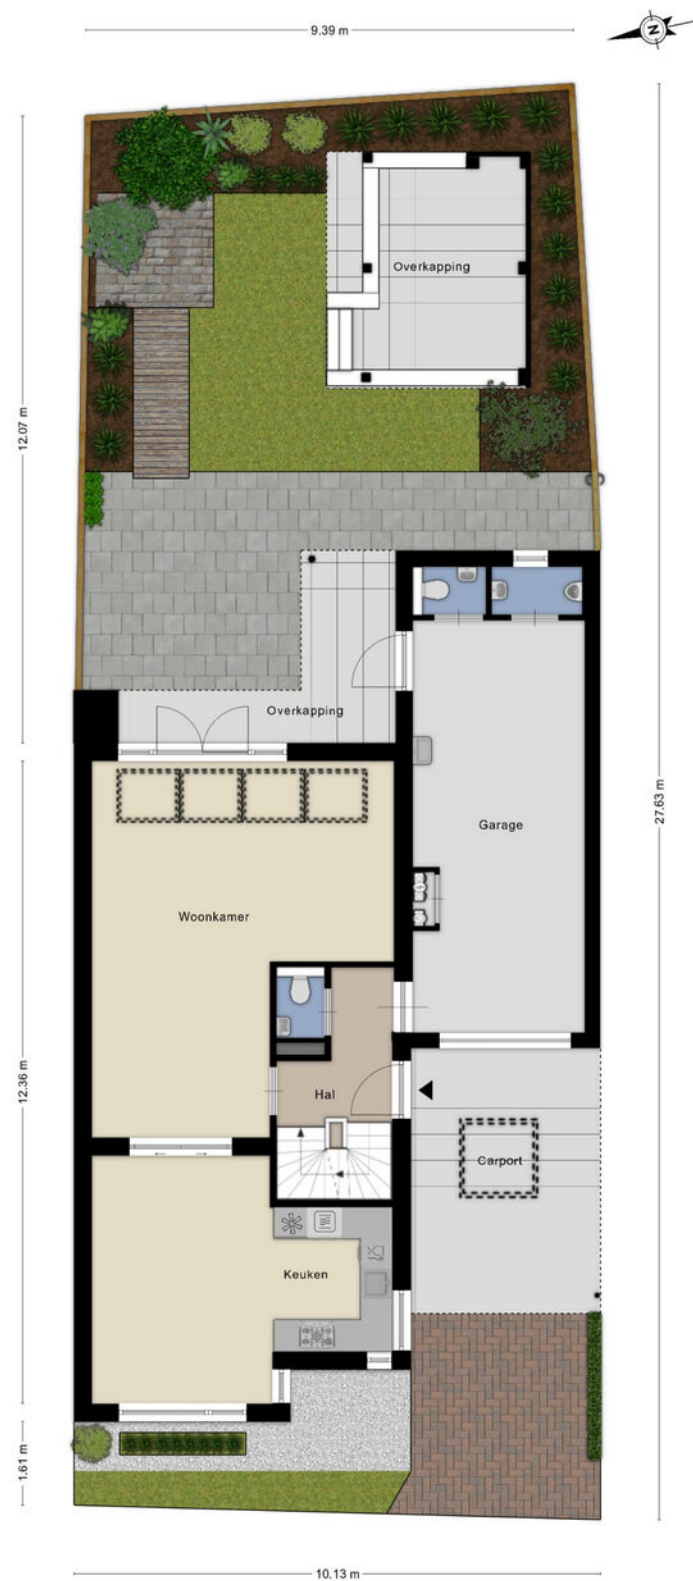 9.39 m
N
Overkapping
12.07 m
Overkapping
27.63 m
Garage
Woonkamer
12.36 m
Hal
Carport
Keuken
1.61 m
10.13 m